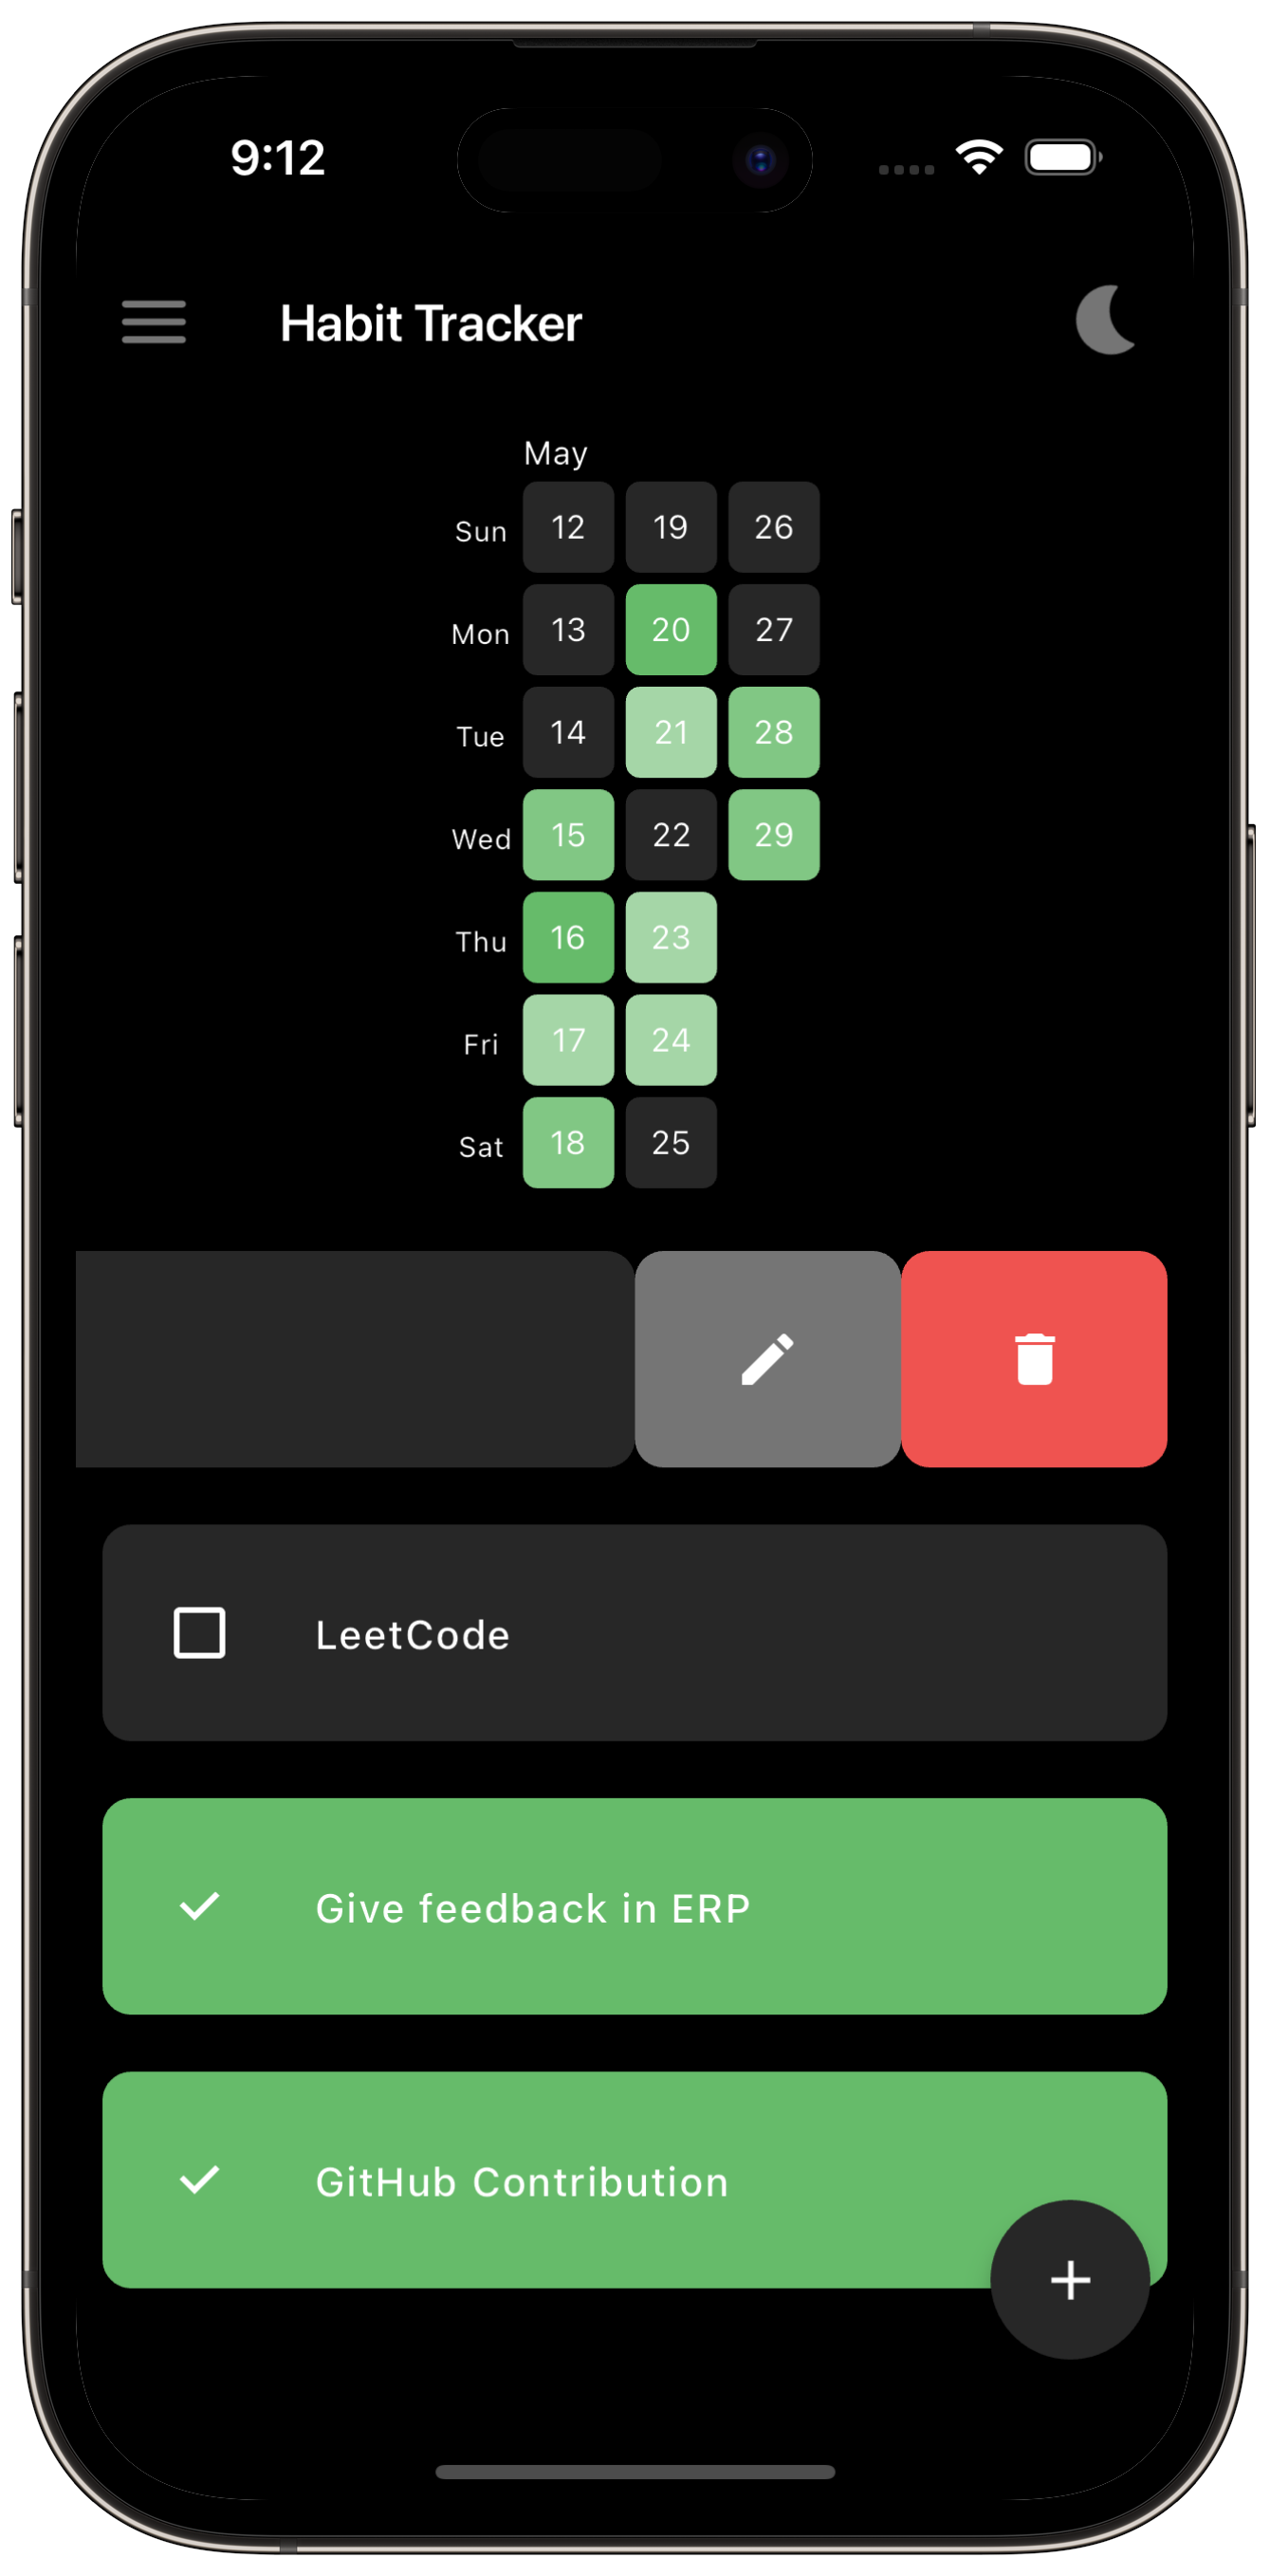 9:12
Habit Tracker
May
Sun 12 19 26
Mon 13 20 27
Tue 14 21 28
Wed 15 22 29
Thu 16 23
Fri 17 24
Sat 18 25
LeetCode
Give feedback in ERP
GitHub Contribution